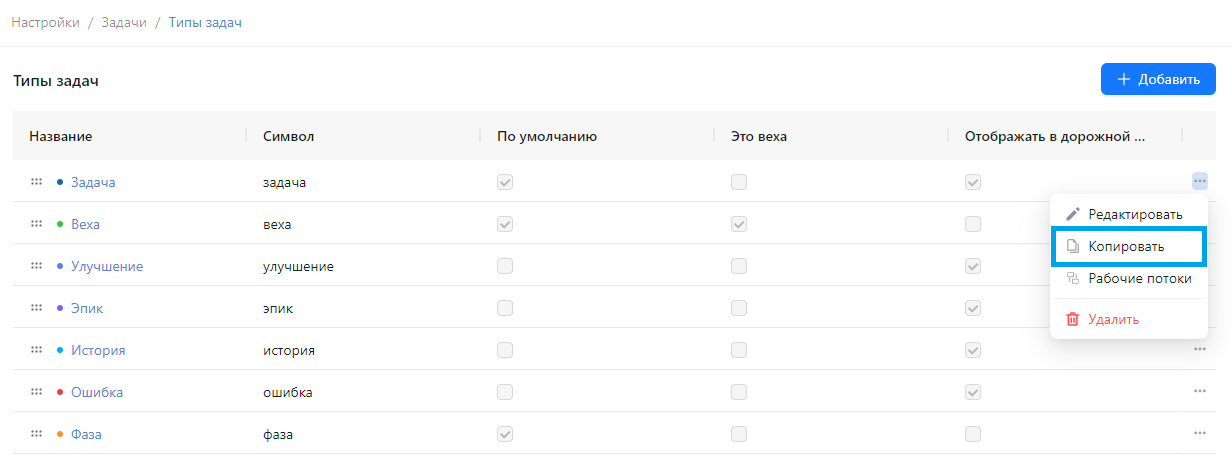 Настройки / Задачи / Типы задач
Типы задач
Добавить
Название Символ По умолчанию Это веха Отображать в дорожной ...
Задача задача
Редактировать
Веха веха
Копировать
Улучшение улучшение
Рабочие потоки
Эпик эпик
Удалить
История история
Ошибка ошибка
Фаза фаза